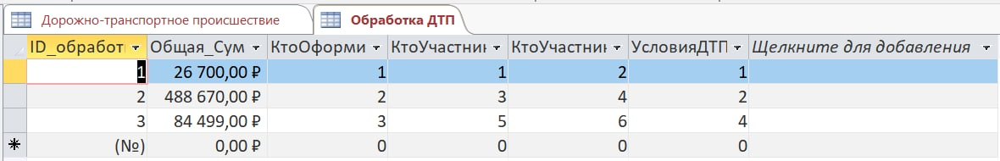 Дорожно-транспортное происшествие Обработка ДТП
ID_обработ Общая_Сум КтоОформи КтоУчастник КтоУчастник УсловияДТП Щелкните для добавления
1 26 700,00 ₽ 1 1 2 1
2 488 670,00 ₽ 2 3 4 2
3 84 499,00 ₽ 3 5 6 4
* (№) 0,00 ₽ 0 0 0 0